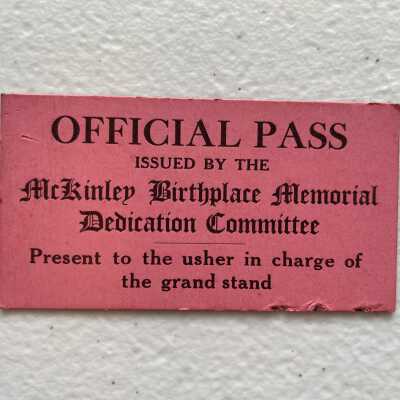 OFFICIAL PASS
ISSUED BY THE
McKinley Birthplace Memorial
Dedication Committee
Present to the usher in charge of
the grand stand